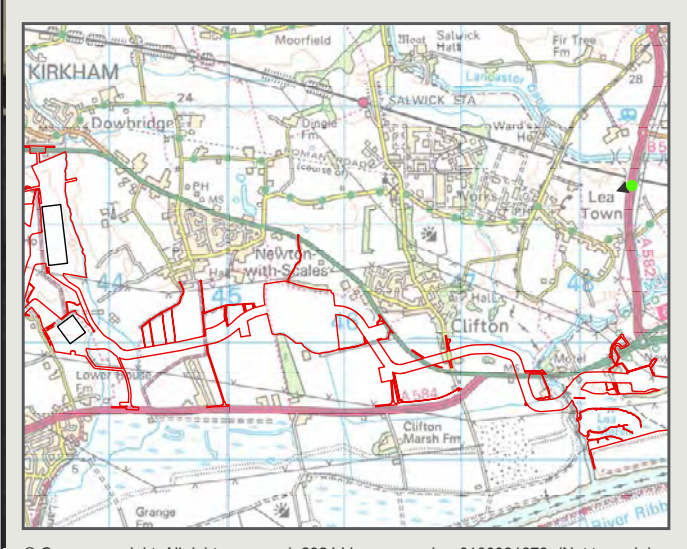 Moorfield
Moat
Salwick
Hall
Fir Tree
Fm
KIRKHAM
28
Lancaster Canal
24
SALWICK STA
Dowbridge
Dingle
Fm
Ward's
ROMAN ROAD
(course of)
PH
MS
Works
PH
Lea
Town
A582
Newton-
with-Scales
Hall
Hall
44
45
46
47
48
Clifton
Motel
MS
Lower House
Fm
A584
Clifton
Marsh Fm
5
Grange
Fm
River Ribb